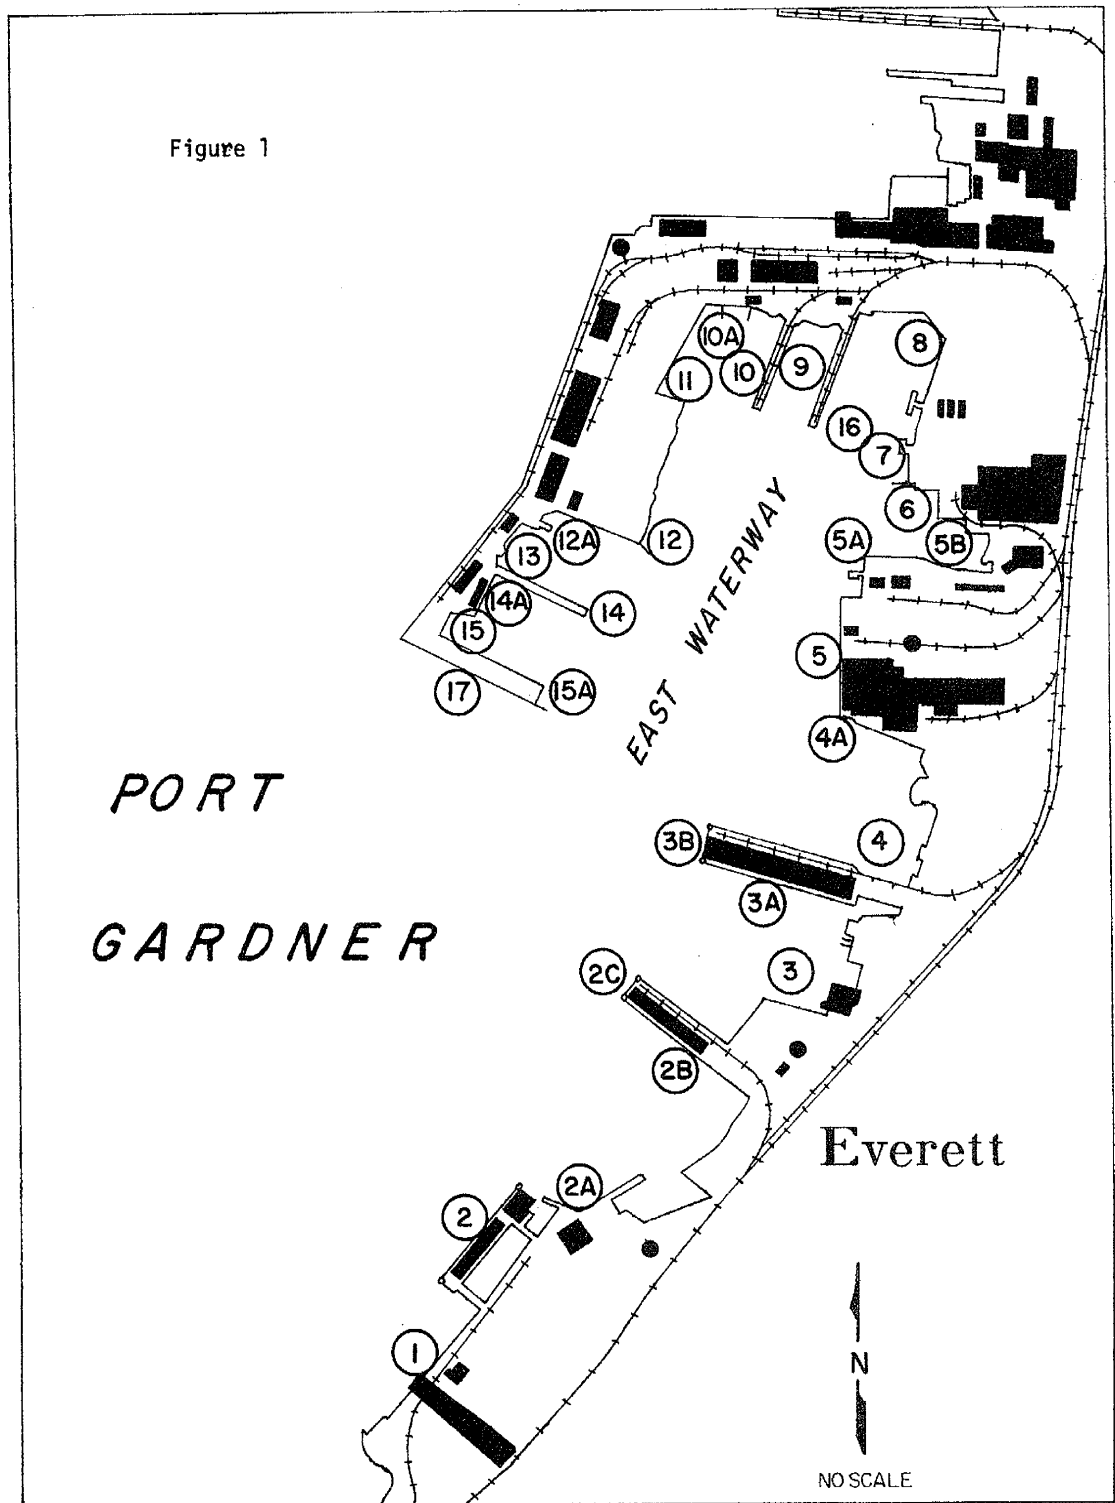 Figure 1
8
10A
9
10
11
16
7
6
5A
5B
12
12A
13
14
14A
15
15A
17
EAST WATERWAY
5
4A
PORT
GARDNER
4
3B
3A
3
2C
2B
Everett
2A
2
1
N
NO SCALE